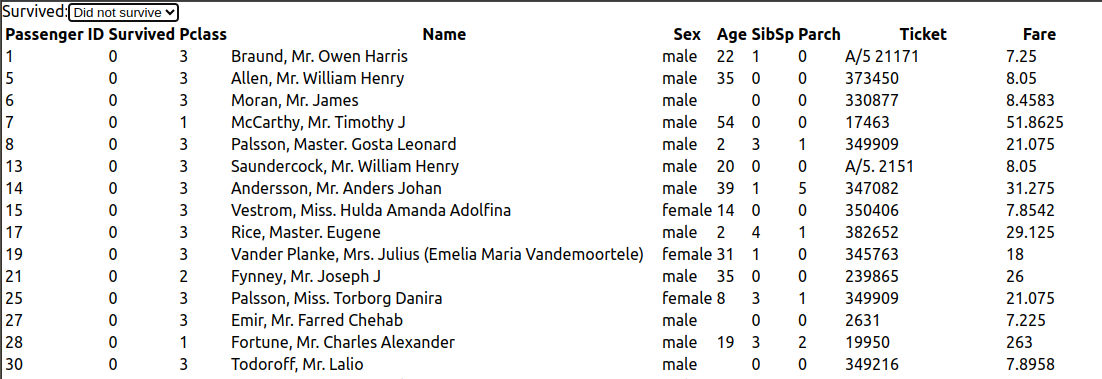 Survived: Did not survive
Passenger ID Survived Pclass Name Sex Age SibSp Parch Ticket Fare
1 0 3 Braund, Mr. Owen Harris male 22 1 0 A/5 21171 7.25
5 0 3 Allen, Mr. William Henry male 35 0 0 373450 8.05
6 0 3 Moran, Mr. James male 0 0 330877 8.4583
7 0 1 McCarthy, Mr. Timothy J male 54 0 0 17463 51.8625
8 0 3 Palsson, Master. Gosta Leonard male 2 3 1 349909 21.075
13 0 3 Saundercock, Mr. William Henry male 20 0 0 A/5. 2151 8.05
14 0 3 Andersson, Mr. Anders Johan male 39 1 5 347082 31.275
15 0 3 Vestrom, Miss. Hulda Amanda Adolfina female 14 0 0 350406 7.8542
17 0 3 Rice, Master. Eugene male 2 4 1 382652 29.125
19 0 3 Vander Planke, Mrs. Julius (Emelia Maria Vandemoortele) female 31 1 0 345763 18
21 0 2 Fynney, Mr. Joseph J male 35 0 0 239865 26
25 0 3 Palsson, Miss. Torborg Danira female 8 3 1 349909 21.075
27 0 3 Emir, Mr. Farred Chehab male 0 0 2631 7.225
28 0 1 Fortune, Mr. Charles Alexander male 19 3 2 19950 263
30 0 3 Todoroff, Mr. Lalio male 0 0 349216 7.8958